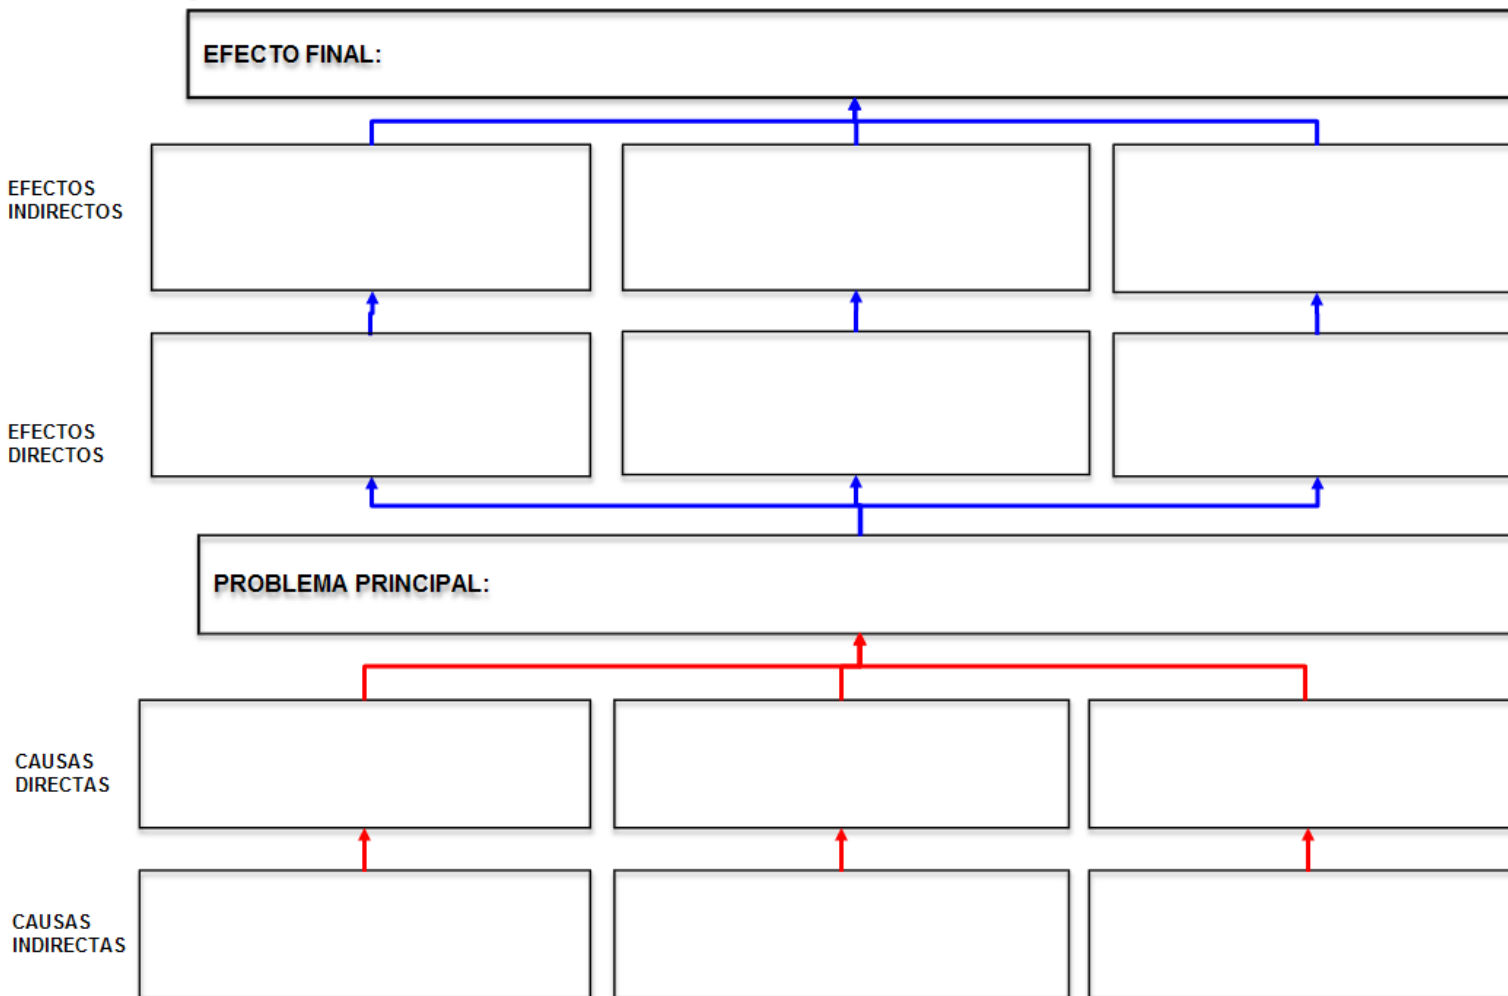 EFECTO FINAL:
EFECTOS
INDIRECTOS
EFECTOS
DIRECTOS
PROBLEMA PRINCIPAL:
CAUSAS
DIRECTAS
CAUSAS
INDIRECTAS